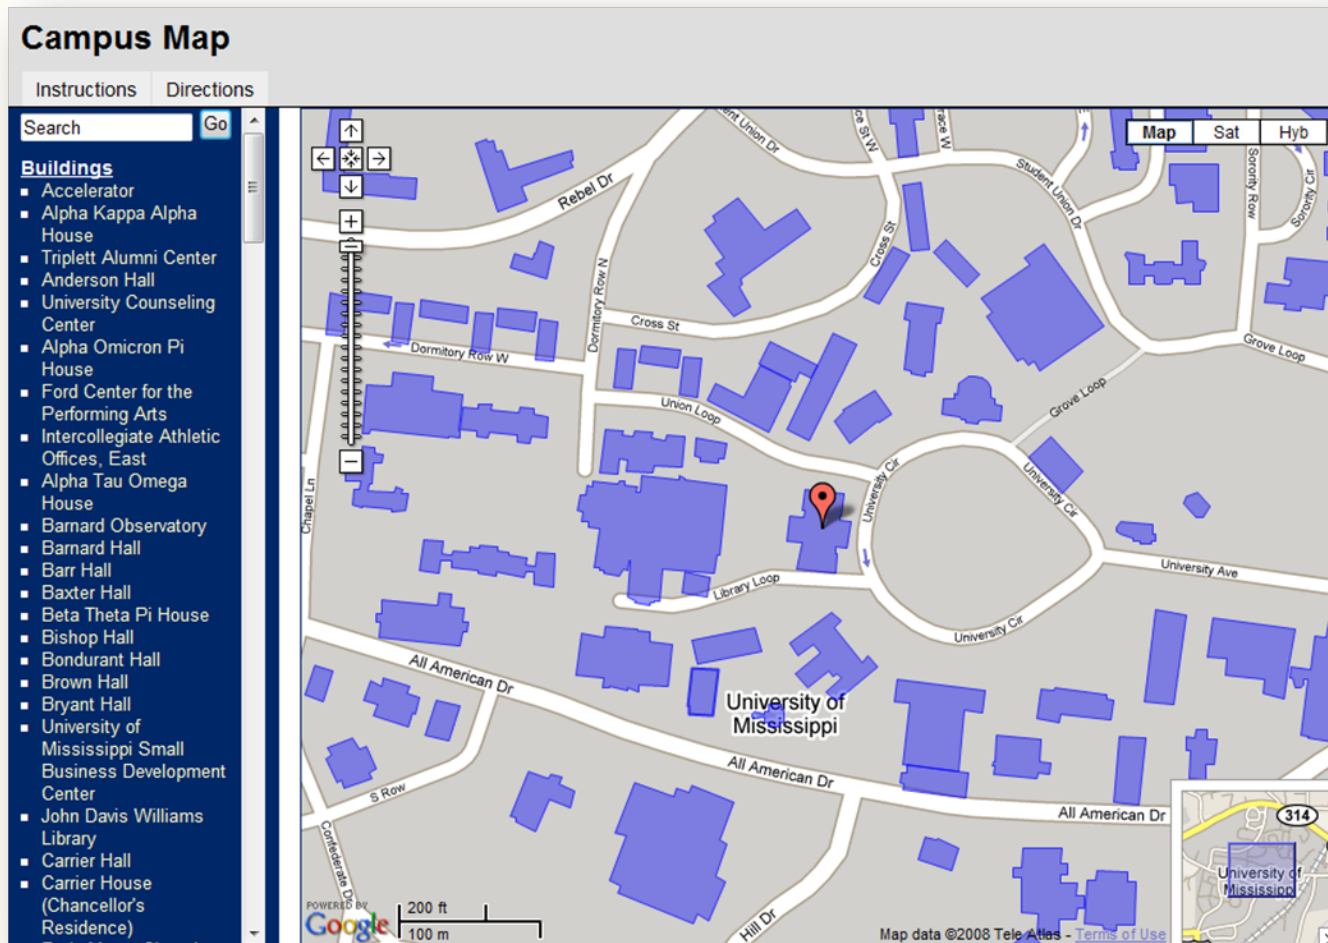 Campus Map
Instructions
Directions
Search
Go
Buildings
Accelerator
Alpha Kappa Alpha
House
Triplett Alumni Center
Anderson Hall
University Counseling
Center
Alpha Omicron Pi
House
Ford Center for the
Performing Arts
Intercollegiate Athletic
Offices, East
Alpha Tau Omega
House
Barnard Observatory
Barnard Hall
Barr Hall
Baxter Hall
Beta Theta Pi House
Bishop Hall
Bondurant Hall
Brown Hall
Bryant Hall
University of
Mississippi Small
Business Development
Center
John Davis Williams
Library
Carrier Hall
Carrier House
(Chancellor's
Residence)
Map
Sat
Hyb
Union Dr
Rebel Dr
Student Union Dr
Sorority Row
Sorority Cir
Cross St
Dormitory Row N
Cross St
Dormitory Row W
Grove Loop
Grove Loop
Union Loop
University Cir
University Cir
Chapel Ln
University Ave
Library Loop
University Cir
All American Dr
University of
Mississippi
All American Dr
S Row
All American Dr
Hill Dr
314
University of
POWERED BY
Google
200 ft
100 m
Map data ©2008 Tele Atlas - Terms of Use